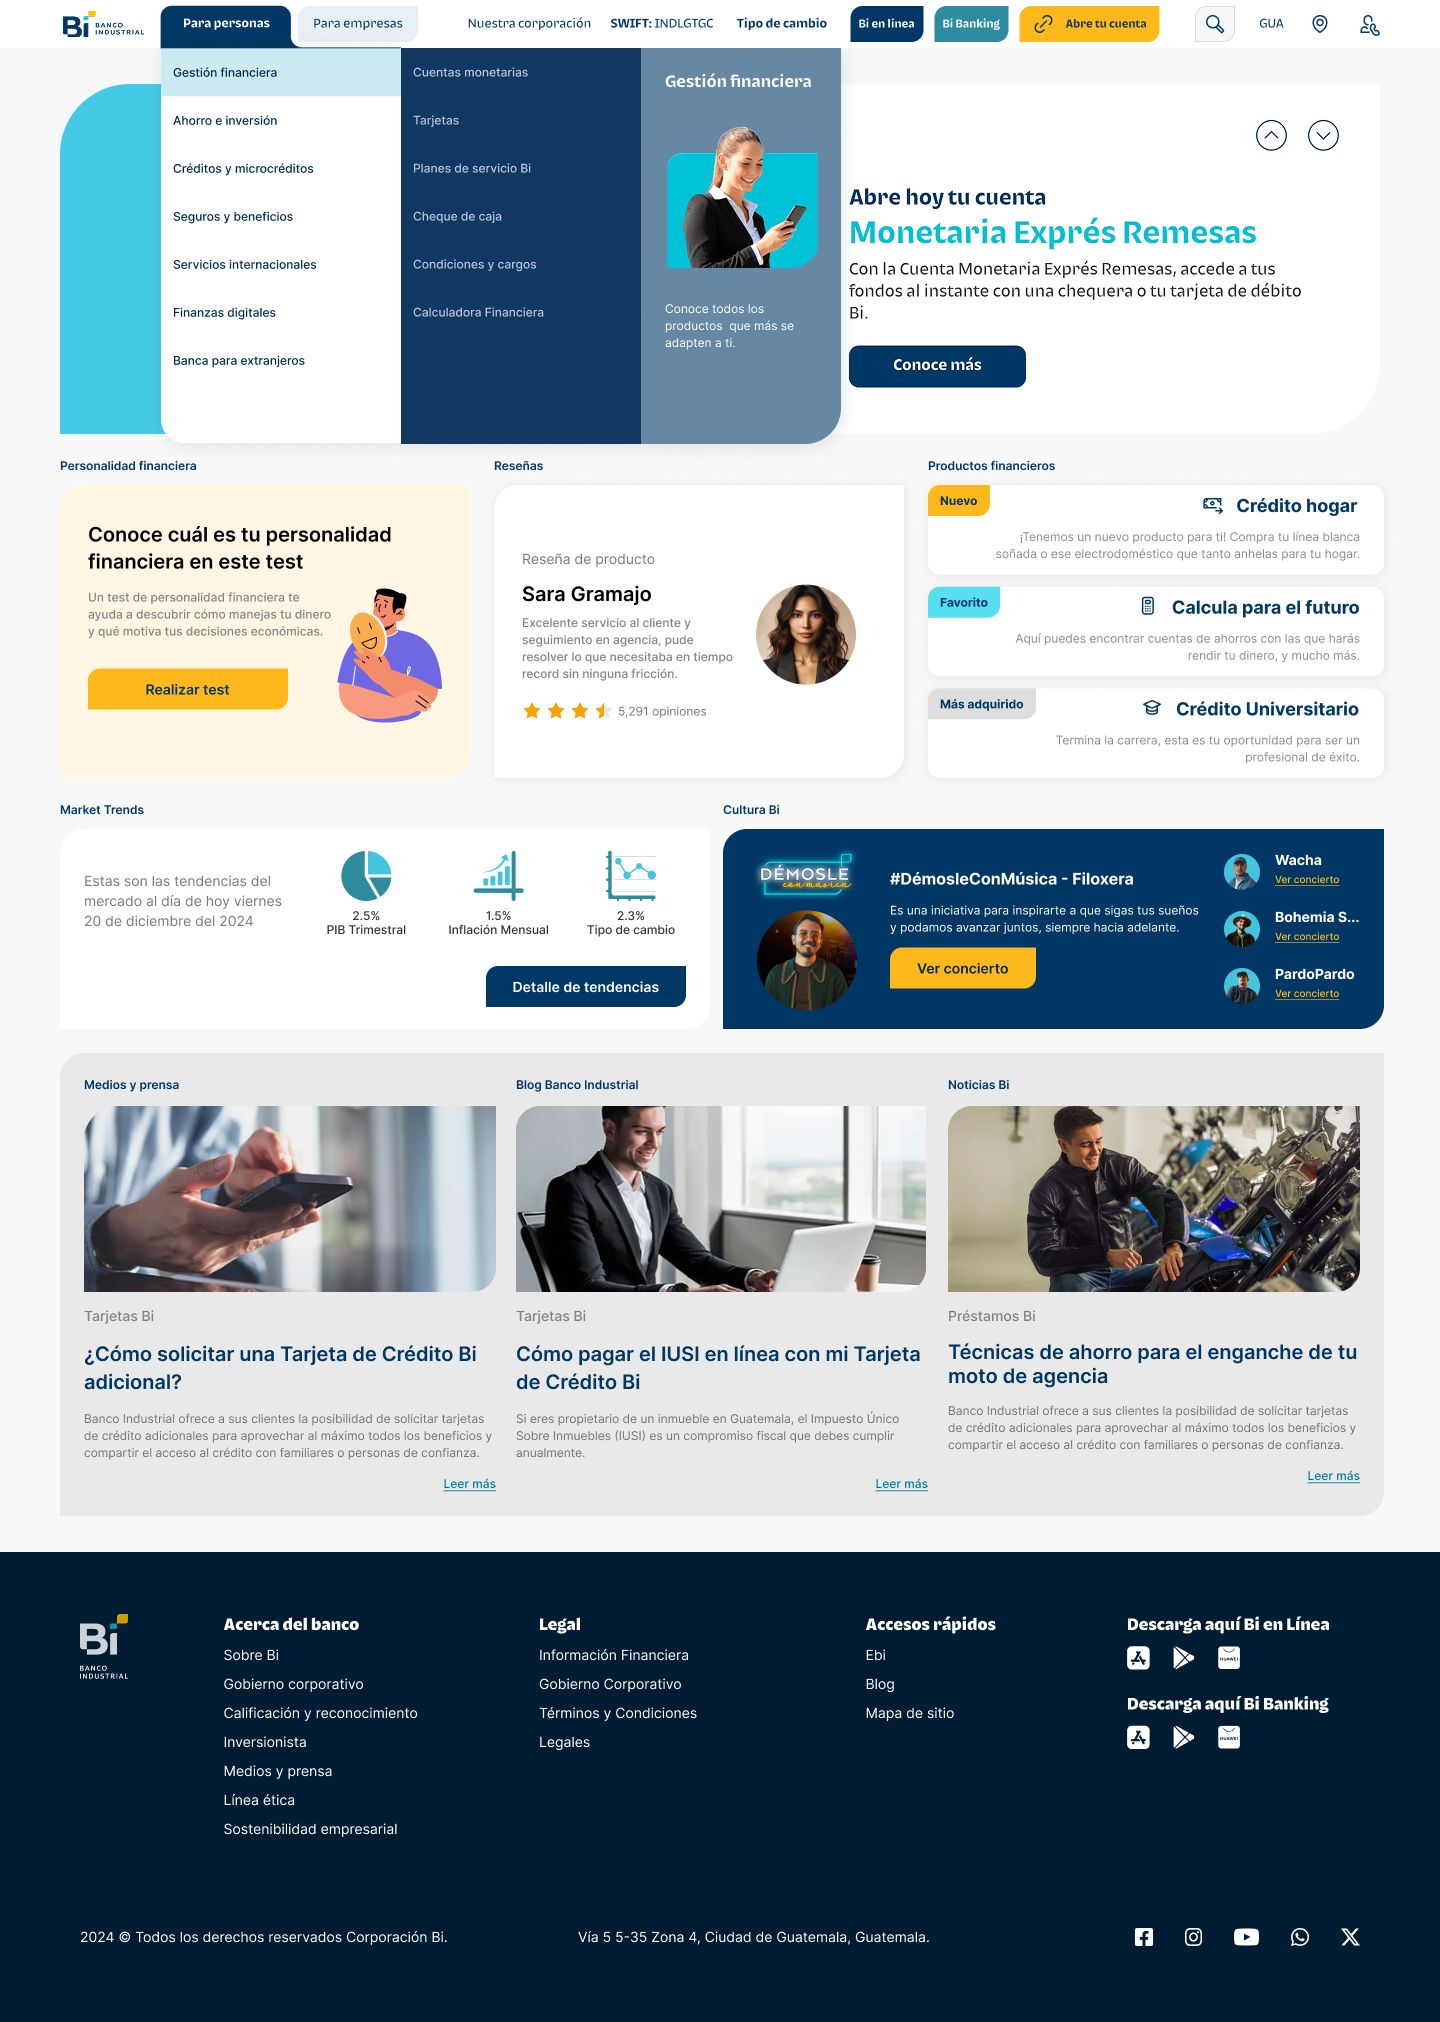 Bi BANCO INDUSTRIAL
Para personas
Para empresas
Nuestra corporación
SWIFT: INDLGTGC
Tipo de cambio
Bi en línea
Bi Banking
Abre tu cuenta
GUA
Gestión financiera
Ahorro e inversión
Créditos y microcréditos
Seguros y beneficios
Servicios internacionales
Finanzas digitales
Banca para extranjeros
Cuentas monetarias
Tarjetas
Planes de servicio Bi
Cheque de caja
Condiciones y cargos
Calculadora Financiera
Gestión financiera
Conoce todos los
productos que más se
adapten a ti.
Abre hoy tu cuenta
Monetaria Exprés Remesas
Con la Cuenta Monetaria Exprés Remesas, accede a tus
fondos al instante con una chequera o tu tarjeta de débito
Bi.
Conoce más
Personalidad financiera
Conoce cuál es tu personalidad
financiera en este test
Un test de personalidad financiera te
ayuda a descubrir cómo manejas tu dinero
y qué motiva tus decisiones económicas.
Realizar test
Reseñas
Reseña de producto
Sara Gramajo
Excelente servicio al cliente y
seguimiento en agencia, pude
resolver lo que necesitaba en tiempo
record sin ninguna fricción.
5,291 opiniones
Productos financieros
Nuevo
Crédito hogar
¡Tenemos un nuevo producto para ti! Compra tu línea blanca
soñada o ese electrodoméstico que tanto anhelas para tu hogar.
Favorito
Calcula para el futuro
Aquí puedes encontrar cuentas de ahorros con las que harás
rendir tu dinero, y mucho más.
Más adquirido
Crédito Universitario
Termina la carrera, esta es tu oportunidad para ser un
profesional de éxito.
Market Trends
Estas son las tendencias del
mercado al día de hoy viernes
20 de diciembre del 2024
2.5%
PIB Trimestral
1.5%
Inflación Mensual
2.3%
Tipo de cambio
Detalle de tendencias
Cultura Bi
DÉMOSLE
con música
#DémosleConMúsica - Filoxera
Es una iniciativa para inspirarte a que sigas tus sueños
y podamos avanzar juntos, siempre hacia adelante.
Ver concierto
Wacha
Ver concierto
Bohemia S...
Ver concierto
PardoPardo
Ver concierto
Medios y prensa
Tarjetas Bi
¿Cómo solicitar una Tarjeta de Crédito Bi
adicional?
Banco Industrial ofrece a sus clientes la posibilidad de solicitar tarjetas
de crédito adicionales para aprovechar al máximo todos los beneficios y
compartir el acceso al crédito con familiares o personas de confianza.
Leer más
Blog Banco Industrial
Tarjetas Bi
Cómo pagar el IUSI en línea con mi Tarjeta
de Crédito Bi
Si eres propietario de un inmueble en Guatemala, el Impuesto Único
Sobre Inmuebles (IUSI) es un compromiso fiscal que debes cumplir
anualmente.
Leer más
Noticias Bi
Préstamos Bi
Técnicas de ahorro para el enganche de tu
moto de agencia
Banco Industrial ofrece a sus clientes la posibilidad de solicitar tarjetas
de crédito adicionales para aprovechar al máximo todos los beneficios y
compartir el acceso al crédito con familiares o personas de confianza.
Leer más
Bi
BANCO
INDUSTRIAL
Acerca del banco
Sobre Bi
Gobierno corporativo
Calificación y reconocimiento
Inversionista
Medios y prensa
Línea ética
Sostenibilidad empresarial
Legal
Información Financiera
Gobierno Corporativo
Términos y Condiciones
Legales
Accesos rápidos
Ebi
Blog
Mapa de sitio
Descarga aquí Bi en Línea
HUAWEI
Descarga aquí Bi Banking
HUAWEI
2024 © Todos los derechos reservados Corporación Bi.
Vía 5 5-35 Zona 4, Ciudad de Guatemala, Guatemala.